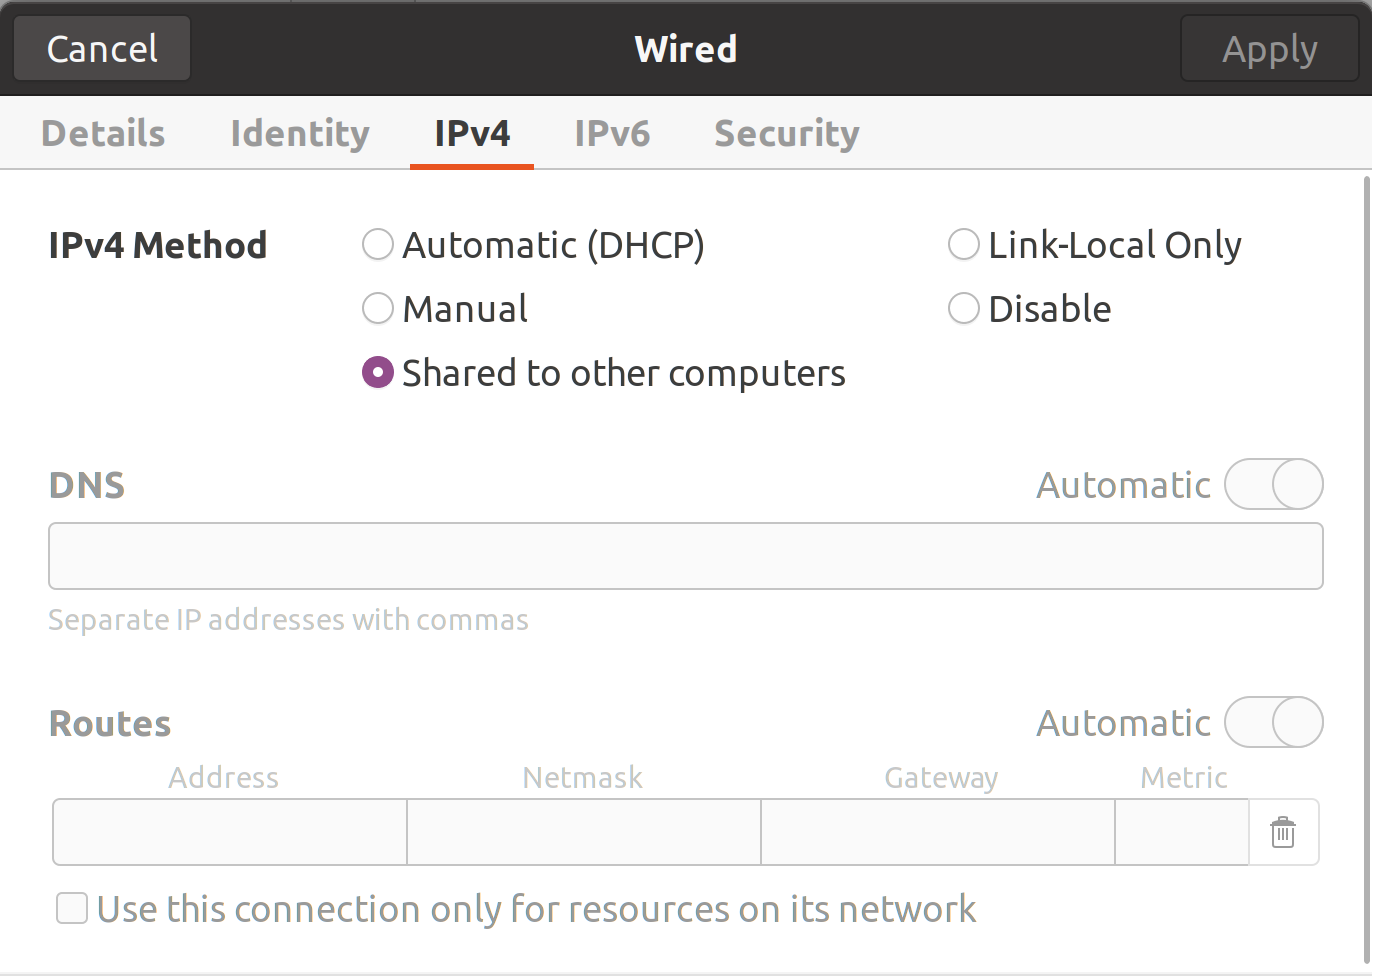 Cancel Wired Apply
Details Identity IPv4 IPv6 Security
IPv4 Method Automatic (DHCP) Link-Local Only
Manual Disable
Shared to other computers
DNS Automatic
Separate IP addresses with commas
Routes Automatic
Address Netmask Gateway Metric
Use this connection only for resources on its network